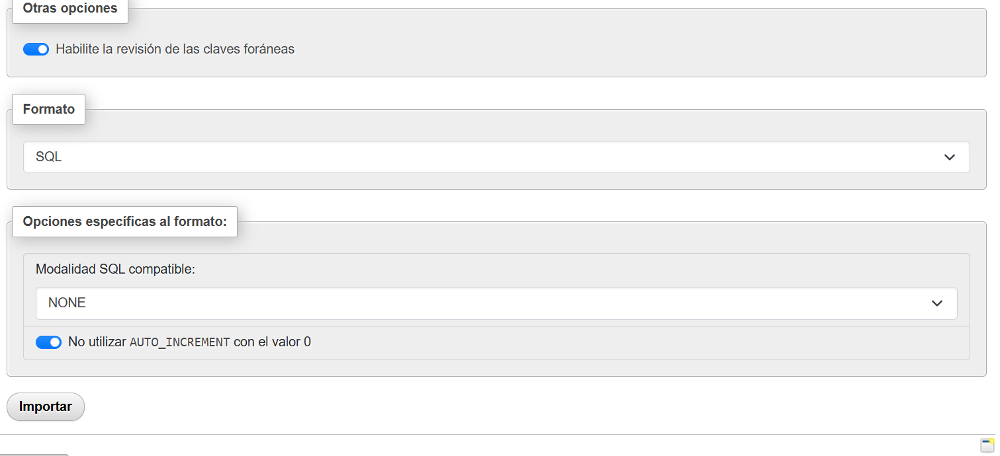 Otras opciones
Habilite la revisión de las claves foráneas
Formato
SQL
Opciones específicas al formato:
Modalidad SQL compatible:
NONE
No utilizar AUTO_INCREMENT con el valor 0
Importar